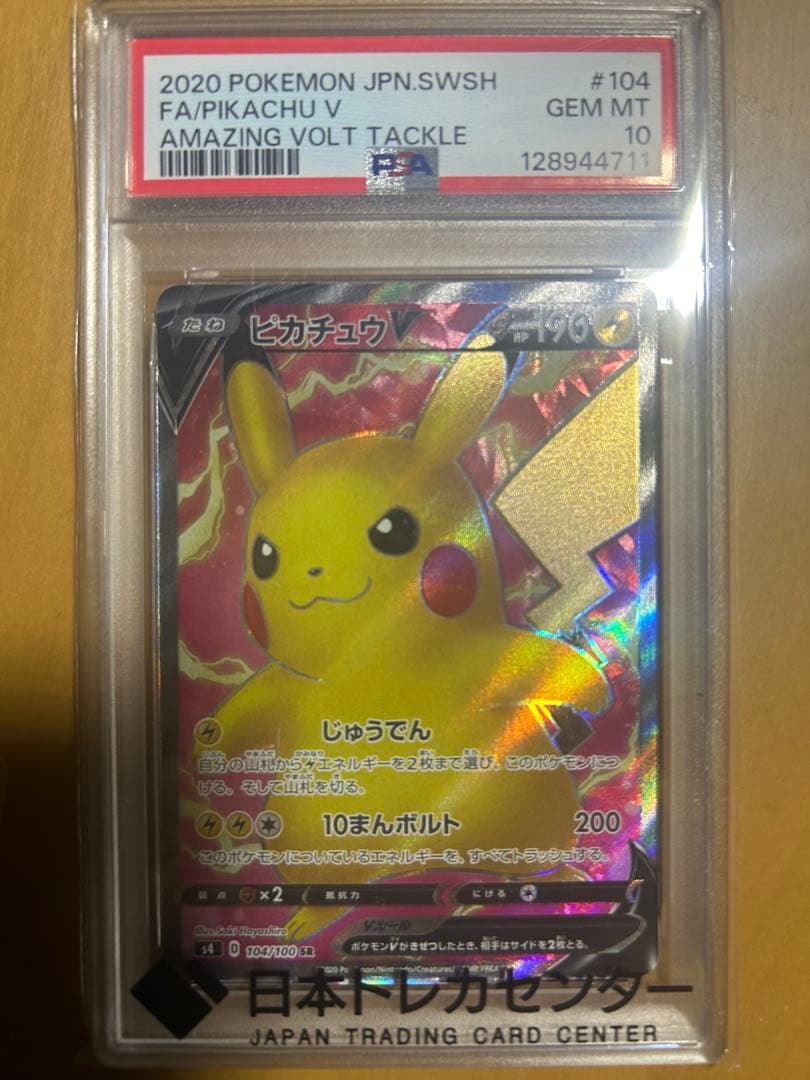 2020 POKEMON JPN.SWSH #104
FA/PIKACHU V GEM MT
AMAZING VOLT TACKLE 10
PSA 128944711
たね ピカチュウV HP 190
じゅうでん
自分の山札からエネルギーを2枚まで選び、このポケモンにつ
ける。そして山札を切る。
10まんボルト 200
このポケモンについているエネルギーを、すべてトラッシュする。
弱点 ×2 抵抗力 にげる
Illus. Saki Hayashiro
Vルール
s4 D 104/100 SR
ポケモンVがきぜつしたとき、相手はサイドを2枚とる。
2020 Pokémon/Nintendo/Creatures/
日本トレカセンター
JAPAN TRADING CARD CENTER